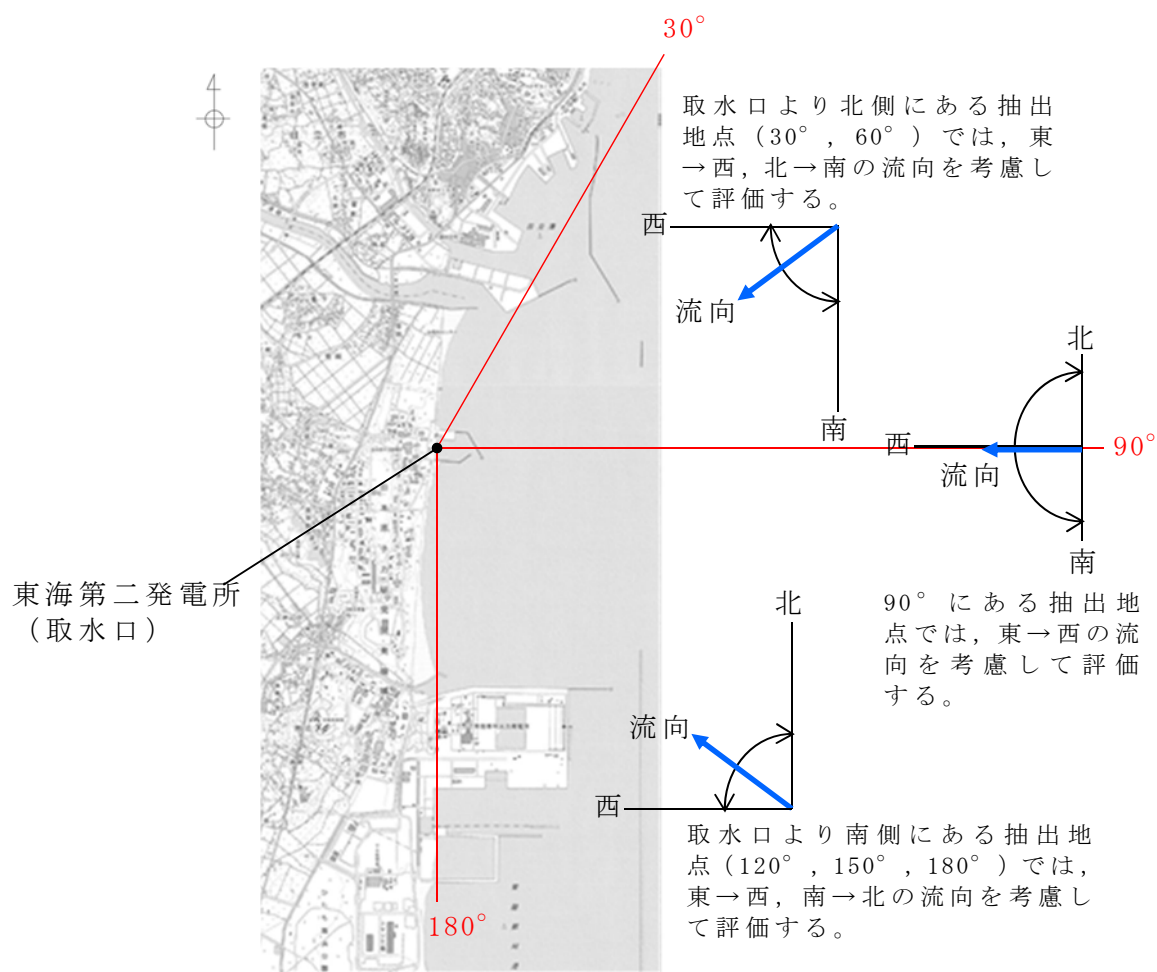 30°
取水口より北側にある抽出
地点（30°，60°）では，東
→西，北→南の流向を考慮し
て評価する。
西
流向
南
北
西
90°
流向
南
東海第二発電所
（取水口）
90°にある抽出地
点では，東→西の流
向を考慮して評価
する。
北
流向
西
取水口より南側にある抽出地
点（120°，150°，180°）では，
東→西，南→北の流向を考慮し
て評価する。
180°